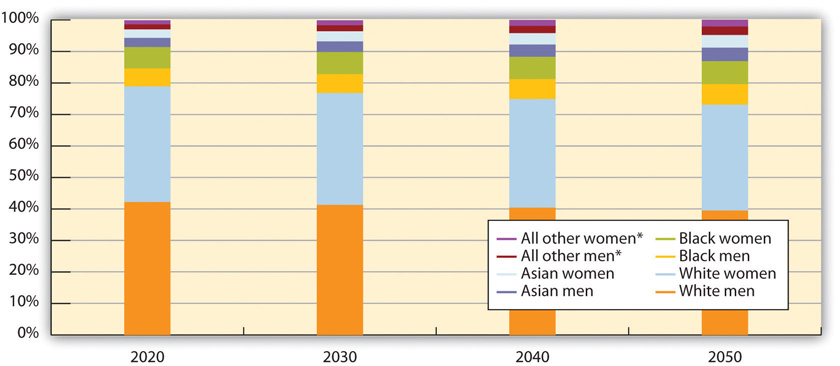 100%
90%
80%
70%
60%
50%
40%
30%
20%
10%
0%
All other women* Black women
All other men* Black men
Asian women White women
Asian men White men
2020 2030 2040 2050